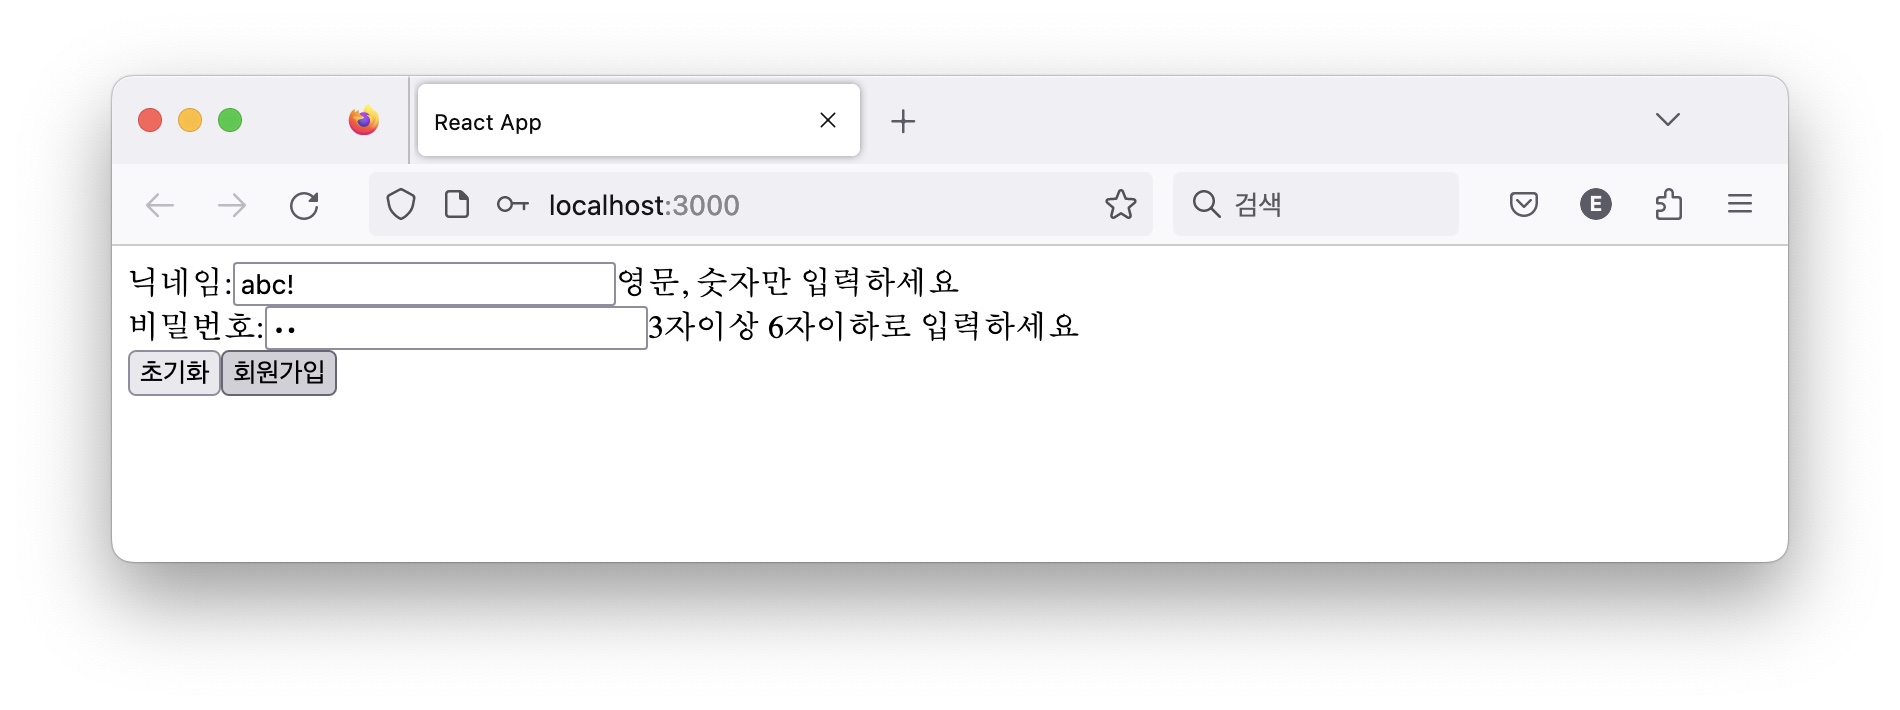 React App
localhost:3000 검색 E
닉네임: abc! 영문, 숫자만 입력하세요
비밀번호: •• 3자이상 6자이하로 입력하세요
초기화 회원가입